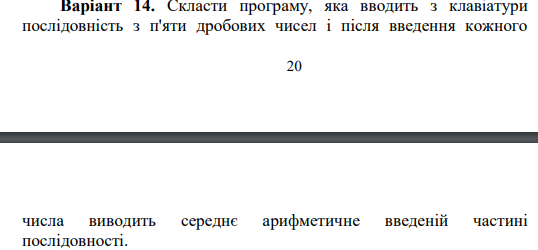 Варіант 14. Скласти програму, яка вводить з клавіатури
послідовність з п'яти дробових чисел і після введення кожного
20
числа виводить середнє арифметичне введеній частині
послідовності.